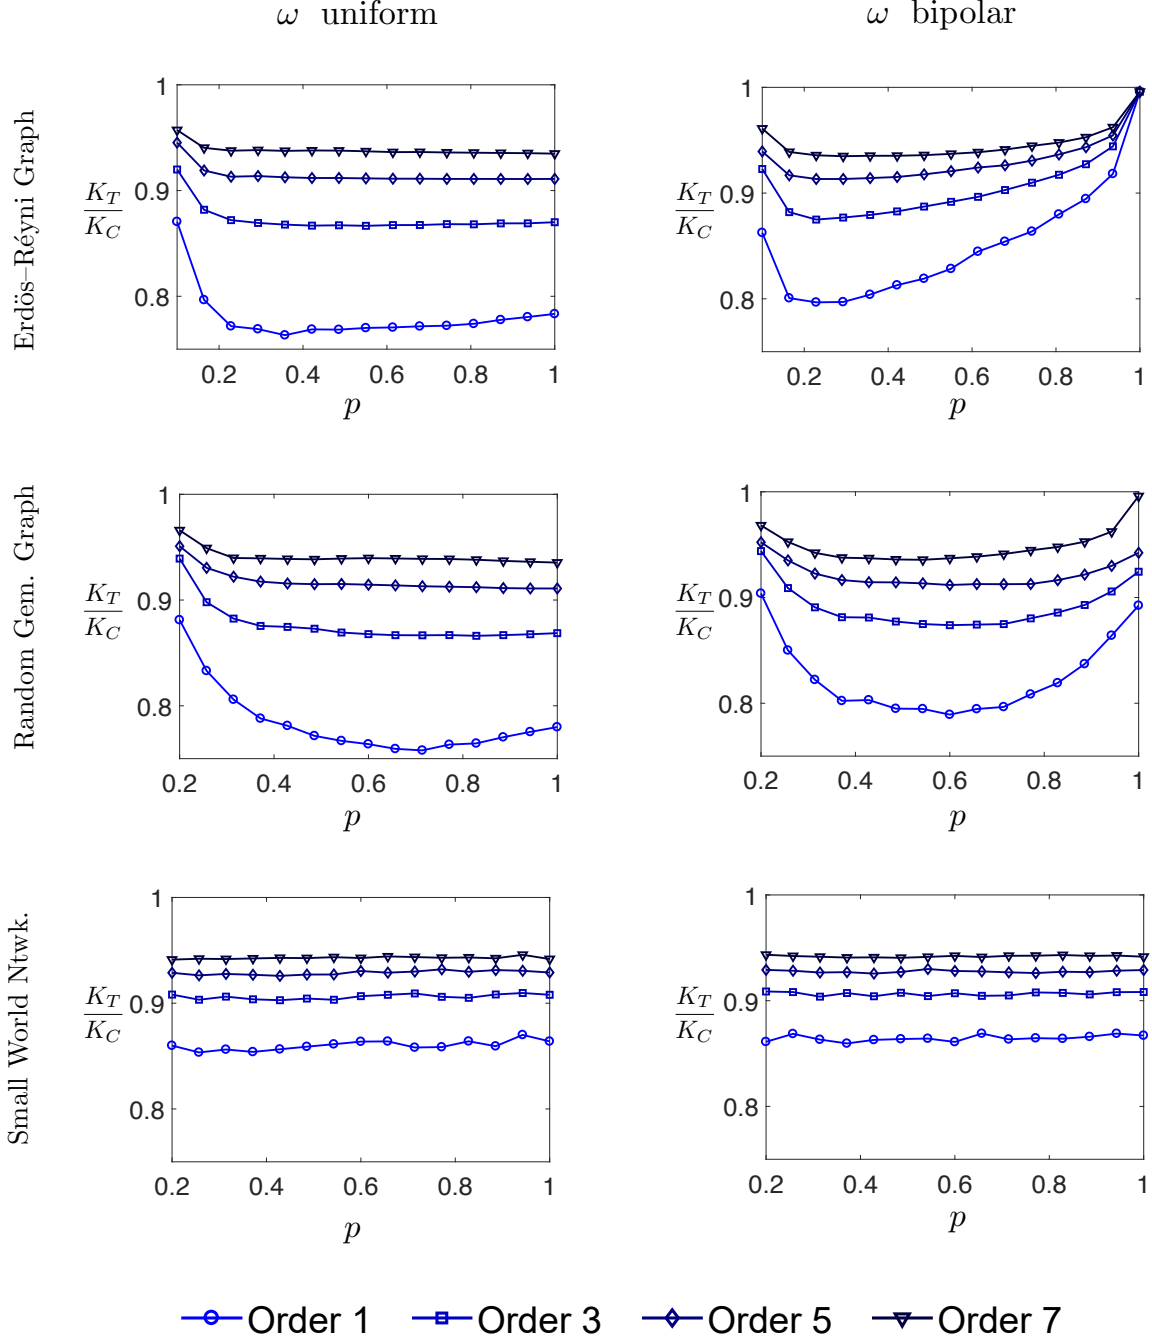 ω uniform
ω bipolar
Erdös–Réyni Graph
1
0.9
0.8
K_T
K_C
0.2 0.4 0.6 0.8 1
p
1
0.9
0.8
K_T
K_C
0.2 0.4 0.6 0.8 1
p
Random Gem. Graph
1
0.9
0.8
K_T
K_C
0.2 0.4 0.6 0.8 1
p
1
0.9
0.8
K_T
K_C
0.2 0.4 0.6 0.8 1
p
Small World Ntwk.
1
0.9
0.8
K_T
K_C
0.2 0.4 0.6 0.8 1
p
1
0.9
0.8
K_T
K_C
0.2 0.4 0.6 0.8 1
p
Order 1 Order 3 Order 5 Order 7